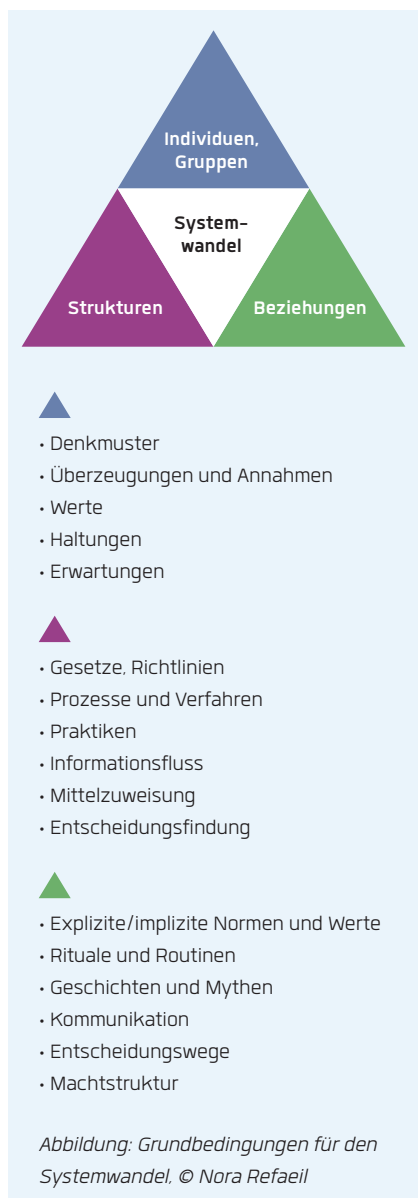 Individuen,
Gruppen
System-
wandel
Strukturen
Beziehungen
• Denkmuster
• Überzeugungen und Annahmen
• Werte
• Haltungen
• Erwartungen
• Gesetze, Richtlinien
• Prozesse und Verfahren
• Praktiken
• Informationsfluss
• Mittelzuweisung
• Entscheidungsfindung
• Explizite/implizite Normen und Werte
• Rituale und Routinen
• Geschichten und Mythen
• Kommunikation
• Entscheidungswege
• Machtstruktur
Abbildung: Grundbedingungen für den
Systemwandel, © Nora Refaeil